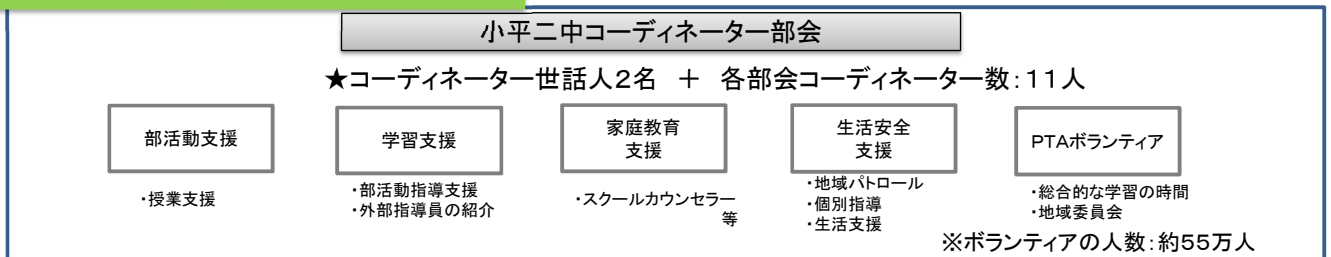 小平二中コーディネーター部会
★コーディネーター世話人2名 + 各部会コーディネーター数:11人
部活動支援
・授業支援
学習支援
・部活動指導支援
・外部指導員の紹介
家庭教育
支援
・スクールカウンセラー
等
生活安全
支援
・地域パトロール
・個別指導
・生活支援
PTAボランティア
・総合的な学習の時間
・地域委員会
※ボランティアの人数:約55万人